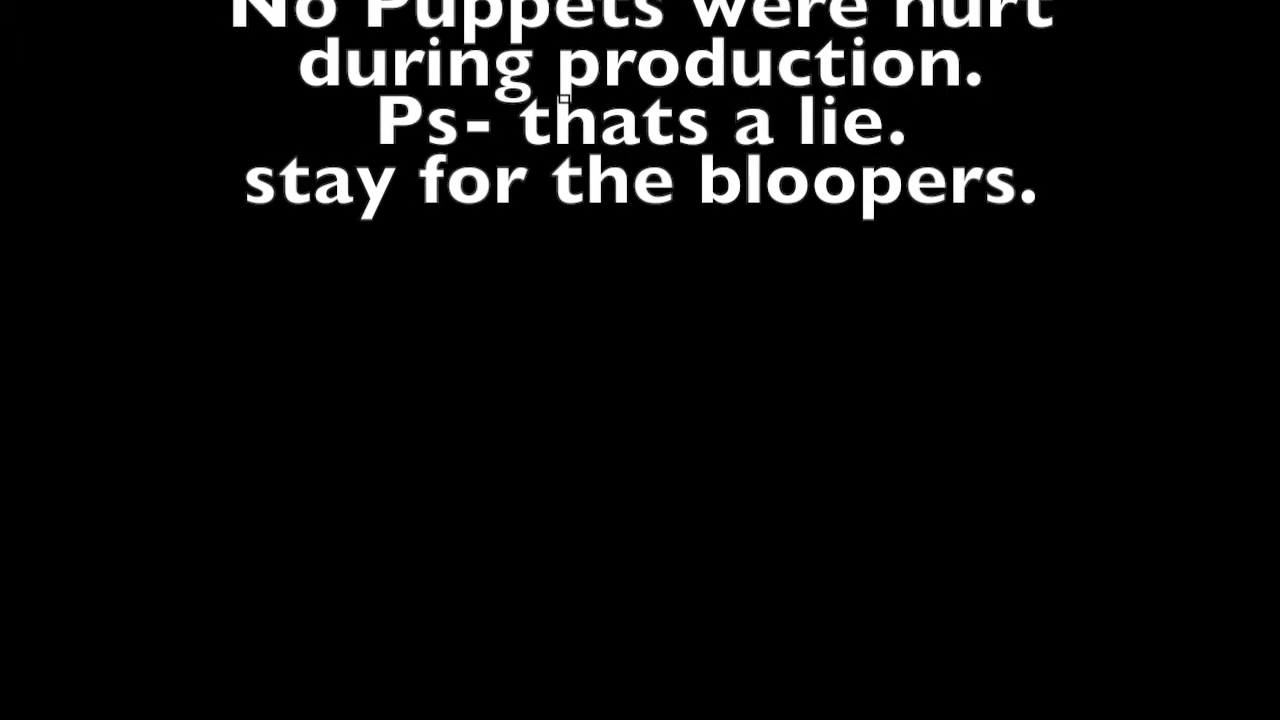 No Puppets were hurt
during production.
Ps- thats a lie.
stay for the bloopers.